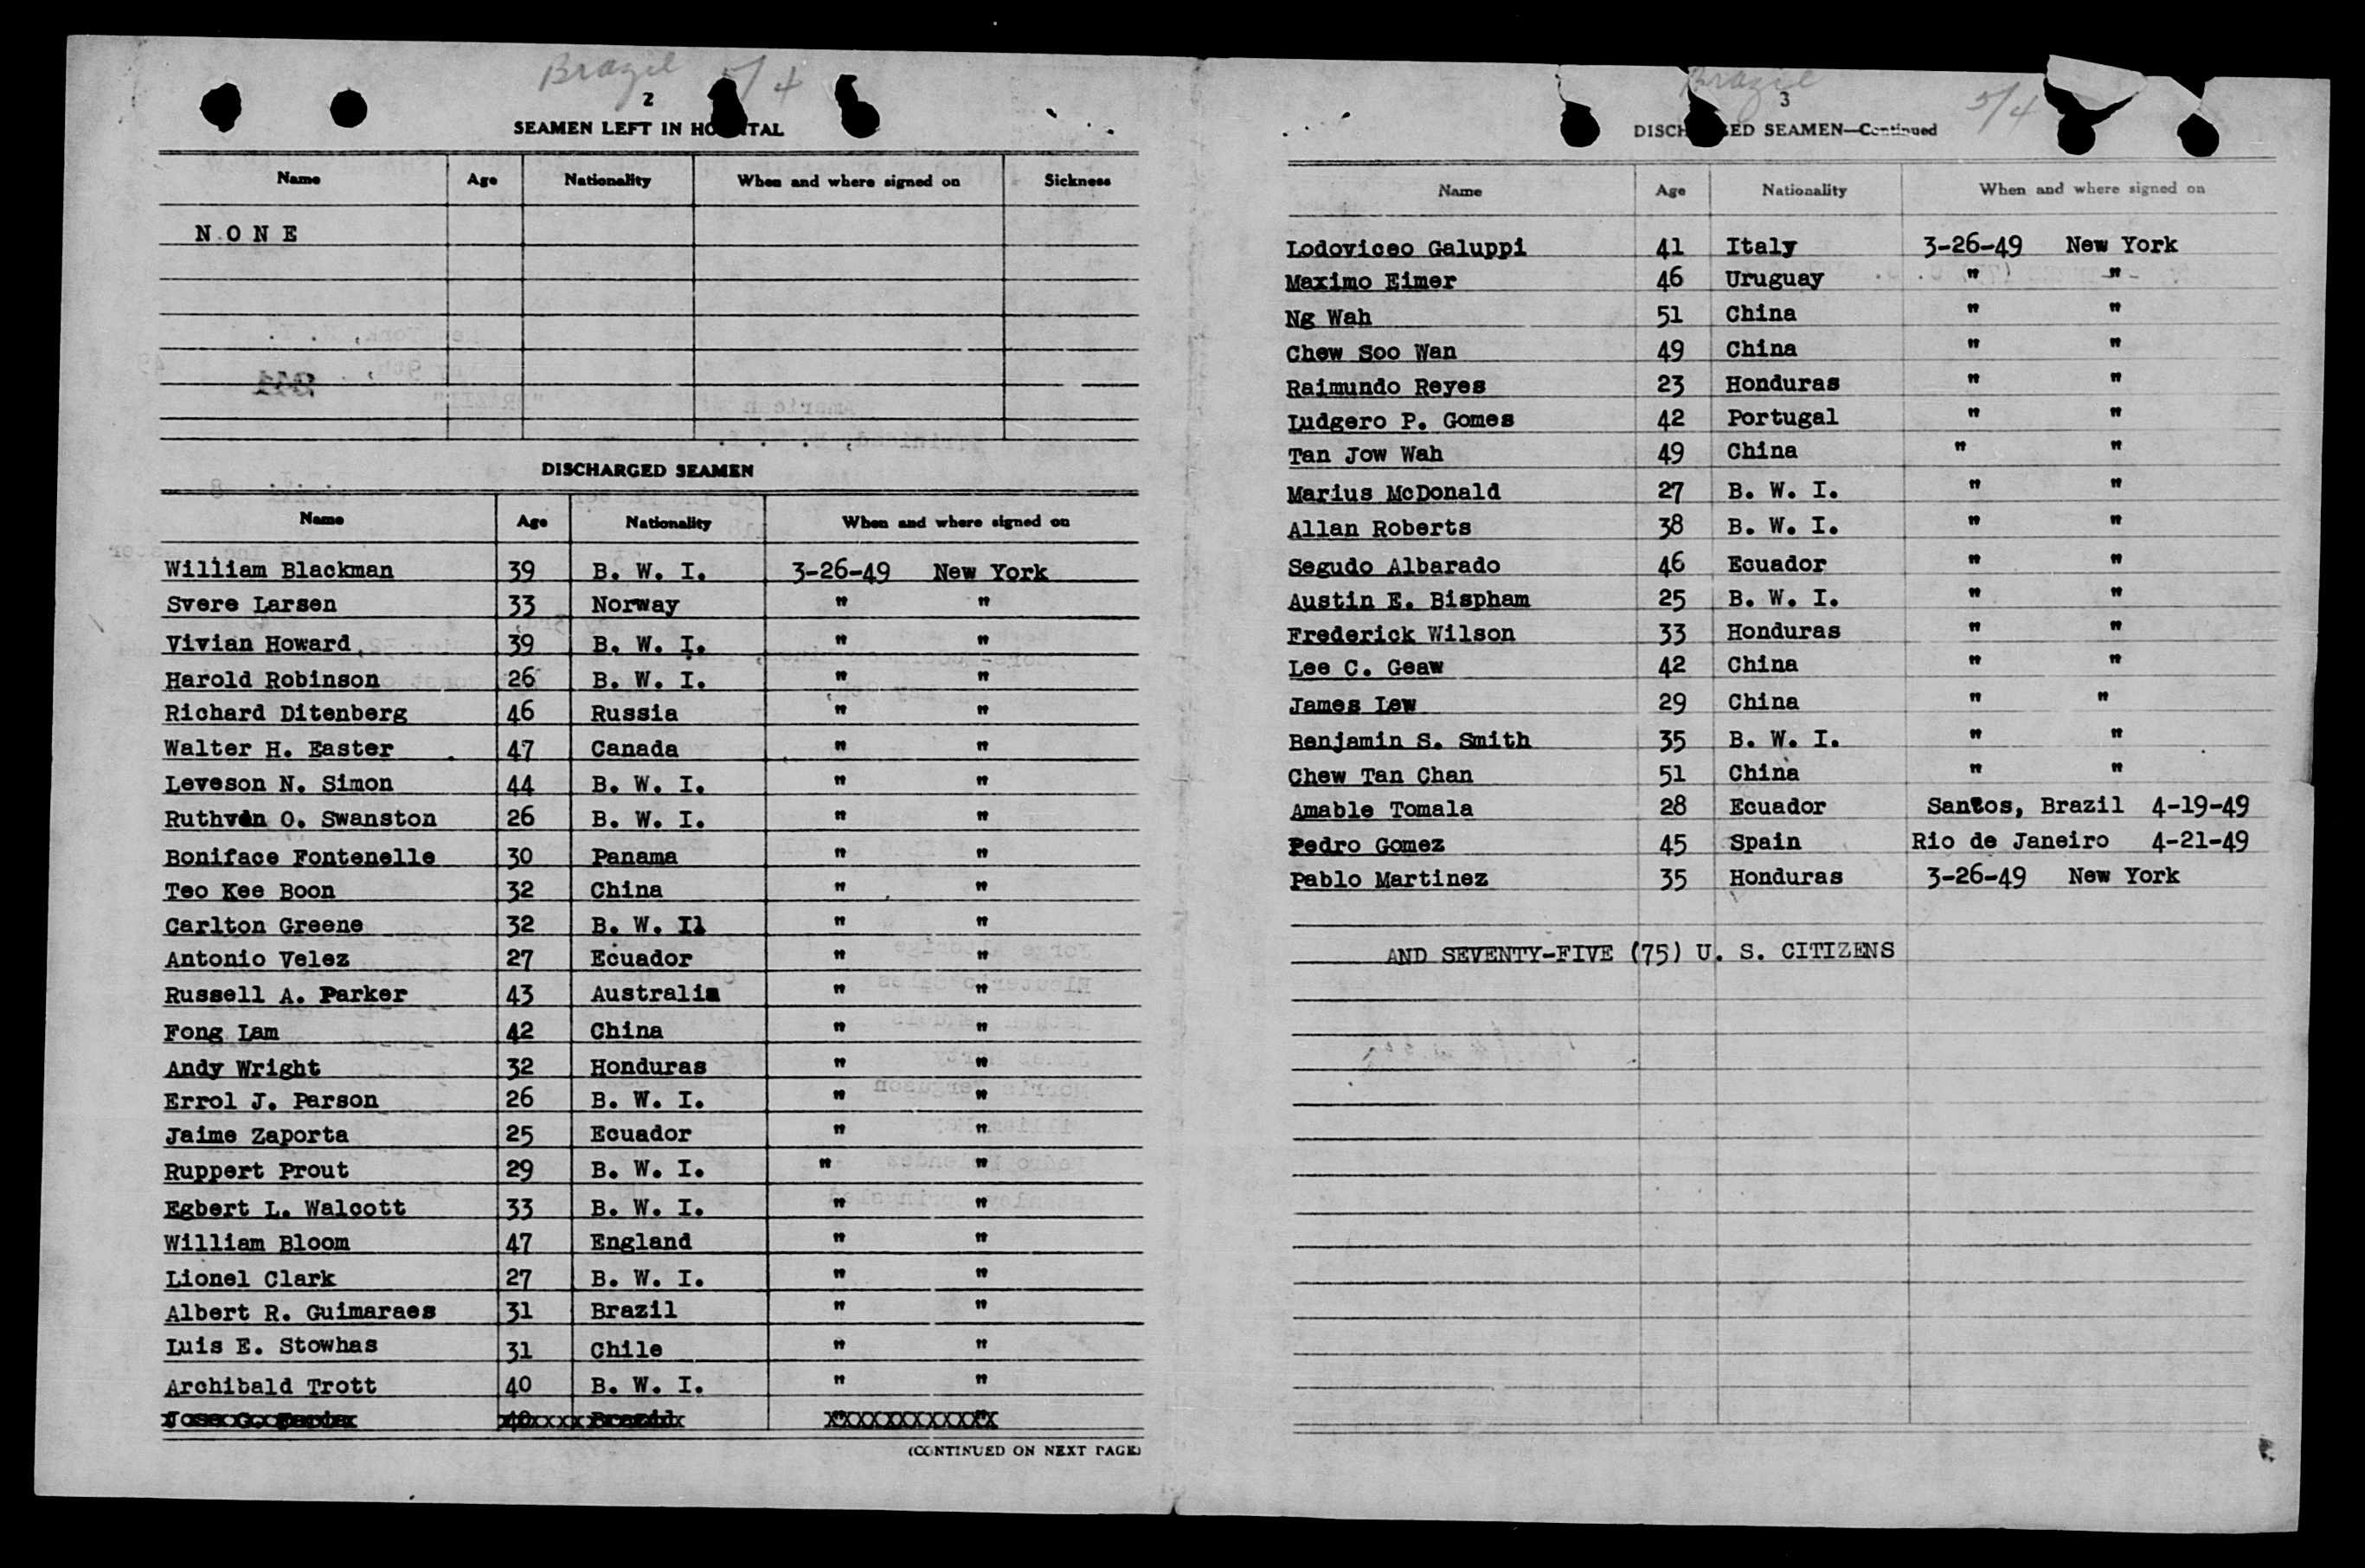 Brazil 5/4
2
SEAMEN LEFT IN HOSPITAL
Name Age Nationality When and where signed on Sickness
N O N E
DISCHARGED SEAMEN
Name Age Nationality When and where signed on
William Blackman 39 B. W. I. 3-26-49 New York
Svere Larsen 33 Norway " "
Vivian Howard 39 B. W. I. " "
Harold Robinson 26 B. W. I. " "
Richard Ditenberg 46 Russia " "
Walter H. Easter 47 Canada " "
Leveson N. Simon 44 B. W. I. " "
Ruthven O. Swanston 26 B. W. I. " "
Boniface Fontenelle 30 Panama " "
Teo Kee Boon 32 China " "
Carlton Greene 32 B. W. Il " "
Antonio Velez 27 Ecuador " "
Russell A. Parker 43 Australia " "
Fong Lam 42 China " "
Andy Wright 32 Honduras " "
Errol J. Parson 26 B. W. I. " "
Jaime Zaporta 25 Ecuador " "
Ruppert Prout 29 B. W. I. " "
Egbert L. Walcott 33 B. W. I. " "
William Bloom 47 England " "
Lionel Clark 27 B. W. I. " "
Albert R. Guimaraes 31 Brazil " "
Luis E. Stowhas 31 Chile " "
Archibald Trott 40 B. W. I. " "
(CONTINUED ON NEXT PAGE)
Brazil 5/4
3
DISCHARGED SEAMEN—Continued
Name Age Nationality When and where signed on
Lodoviceo Galuppi 41 Italy 3-26-49 New York
Maximo Eimer 46 Uruguay " "
Ng Wah 51 China " "
Chew Soo Wan 49 China " "
Raimundo Reyes 23 Honduras " "
Ludgero P. Gomes 42 Portugal " "
Tan Jow Wah 49 China " "
Marius McDonald 27 B. W. I. " "
Allan Roberts 38 B. W. I. " "
Segudo Albarado 46 Ecuador " "
Austin E. Bispham 25 B. W. I. " "
Frederick Wilson 33 Honduras " "
Lee C. Geaw 42 China " "
James Lew 29 China " "
Benjamin S. Smith 35 B. W. I. " "
Chew Tan Chan 51 China " "
Amable Tomala 28 Ecuador Santos, Brazil 4-19-49
Pedro Gomez 45 Spain Rio de Janeiro 4-21-49
Pablo Martinez 35 Honduras 3-26-49 New York
AND SEVENTY-FIVE (75) U. S. CITIZENS